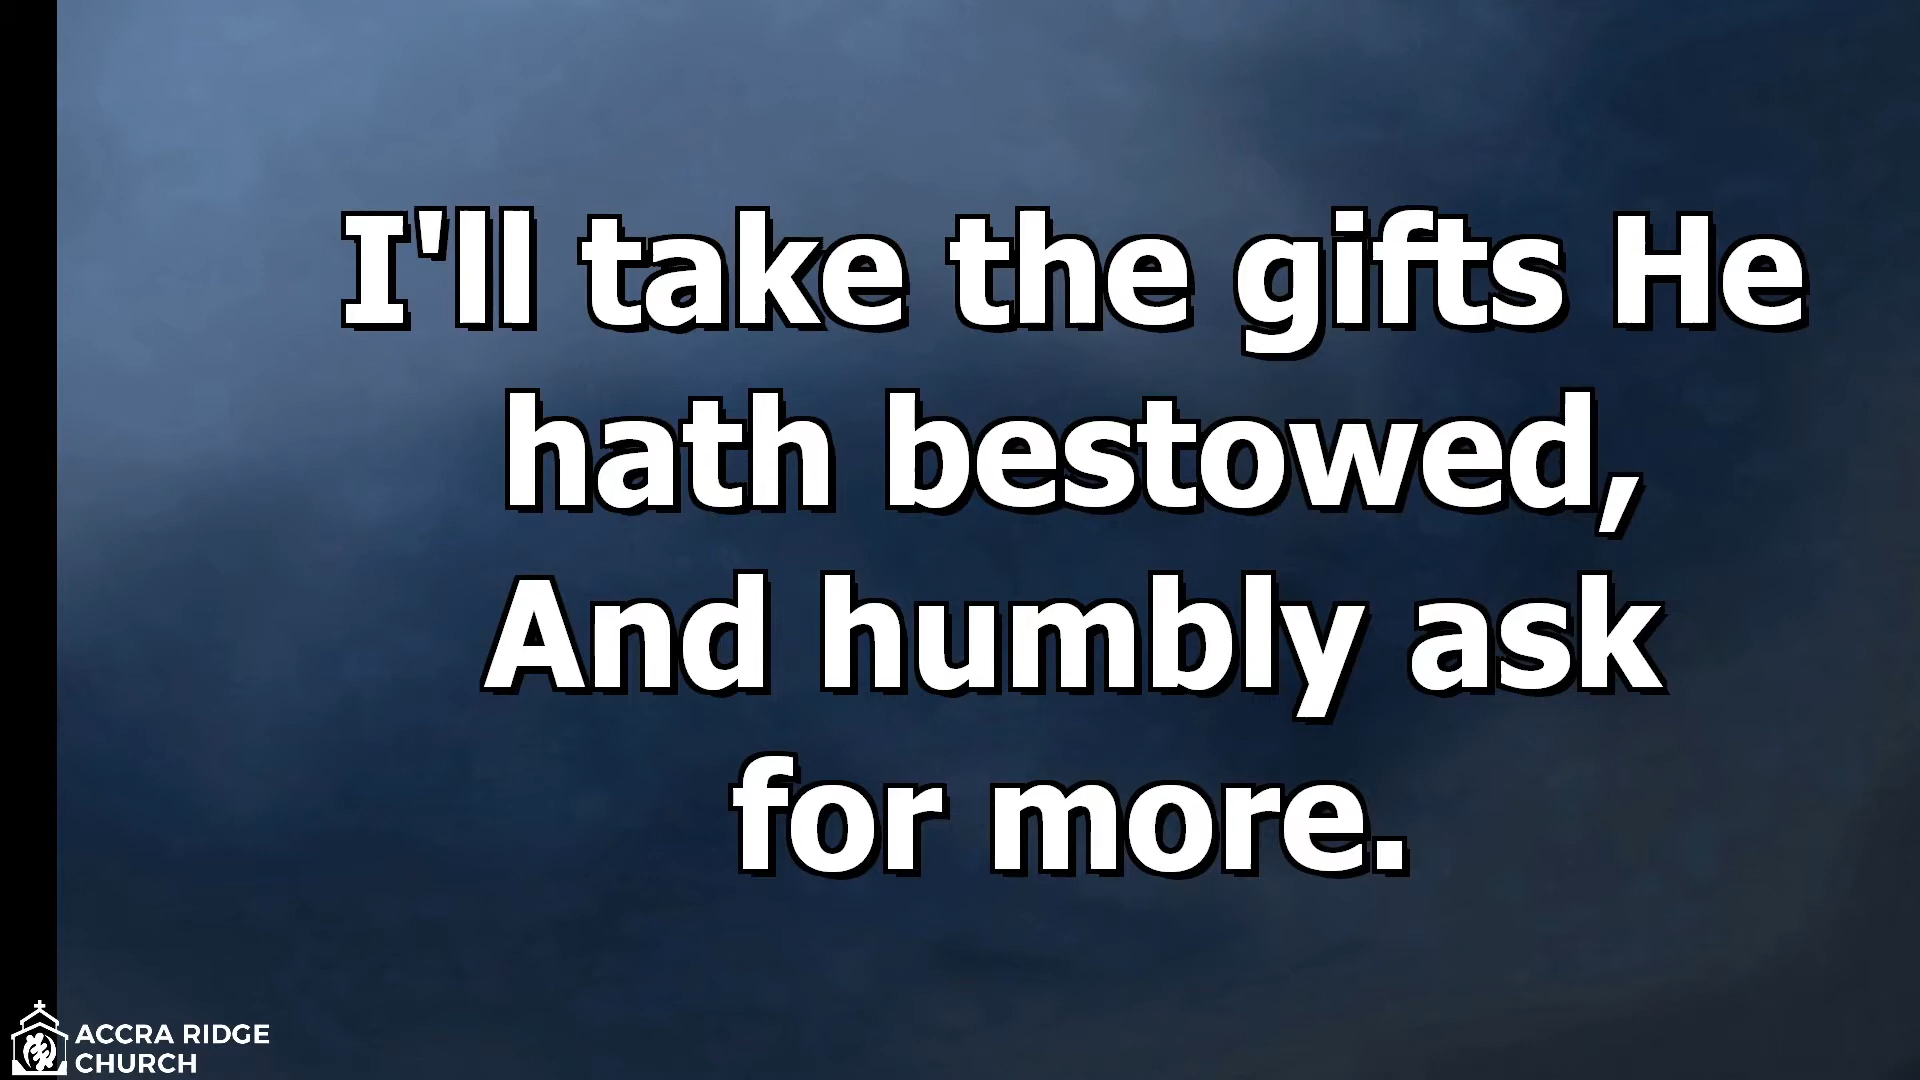 I'll take the gifts He
hath bestowed,
And humbly ask
for more.
ACCRA RIDGE
CHURCH